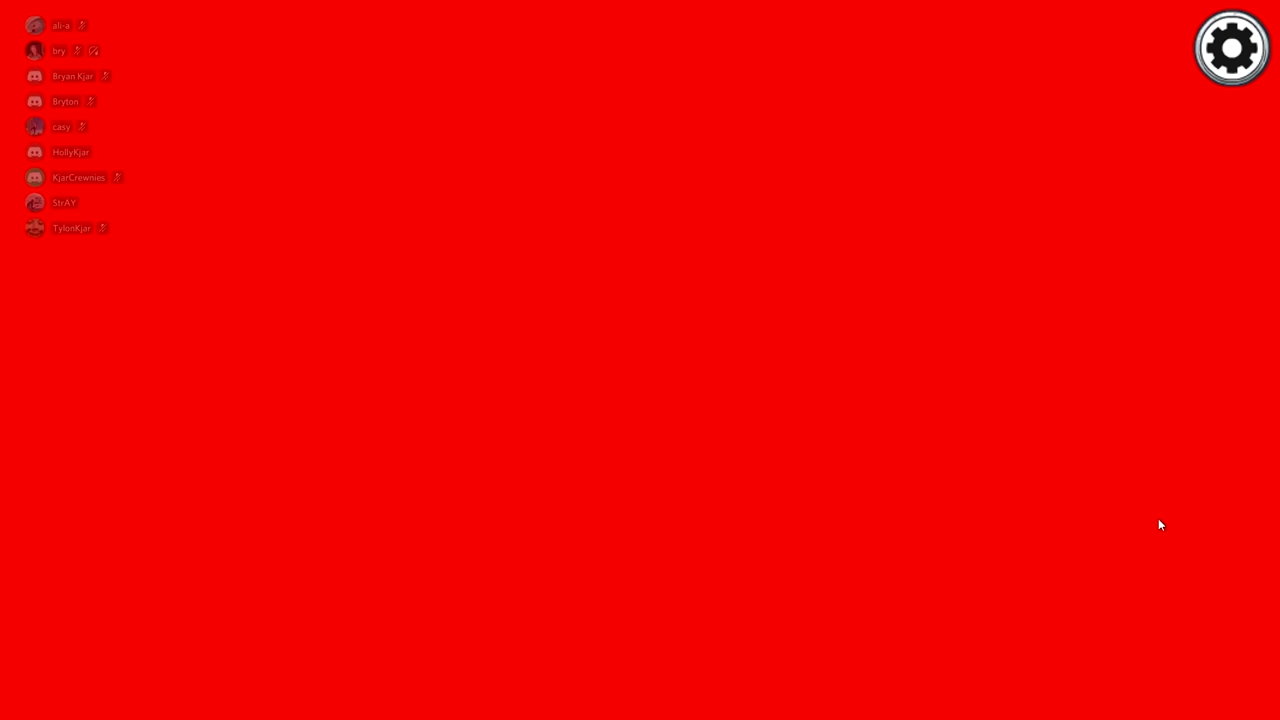 ali-a
bry
Bryan Kjar
Bryton
casy
HollyKjar
KjarCrewnies
StrAY
TylonKjar